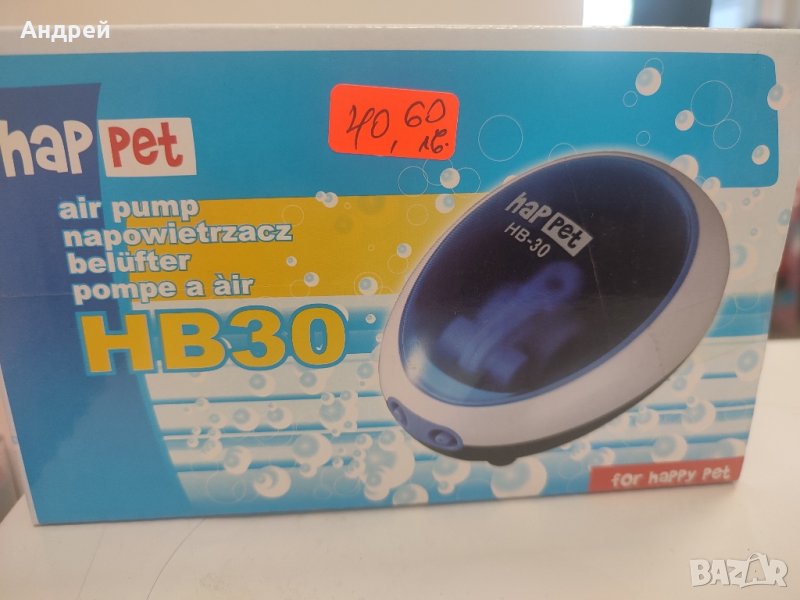 Андрей
40,60
лв.
hap pet
air pump
napowietrzacz
belüfter
pompe a àir
HB30
hap pet
HB-30
for happy pet
BAZAR